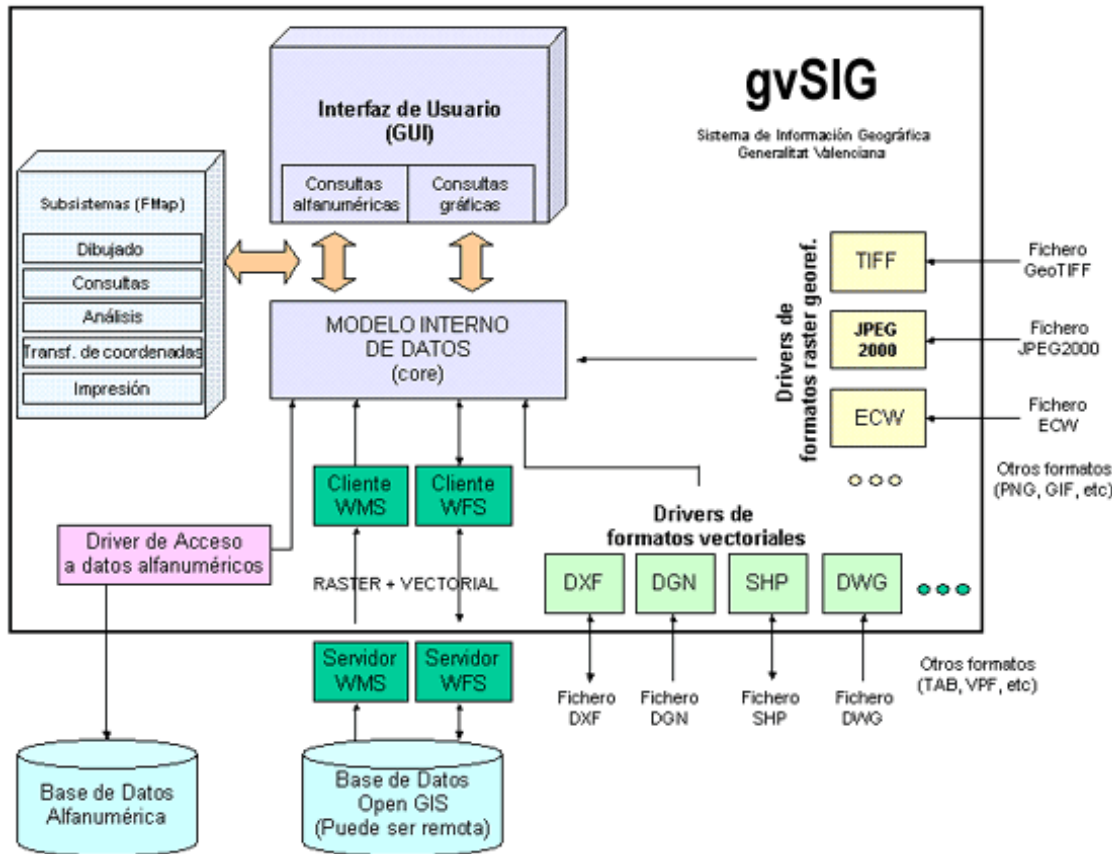 gvSIG
Sistema de Información Geográfica
Generalitat Valenciana
Interfaz de Usuario
(GUI)
Consultas
alfanuméricas
Consultas
gráficas
Subsistemas (FMap)
Dibujado
Consultas
Análisis
Transf. de coordenadas
Impresión
MODELO INTERNO
DE DATOS
(core)
Drivers de
formatos raster georef.
TIFF
JPEG
2000
ECW
Fichero
GeoTIFF
Fichero
JPEG2000
Fichero
ECW
Otros formatos
(PNG, GIF, etc)
Cliente
WMS
Cliente
WFS
Driver de Acceso
a datos alfanuméricos
RASTER + VECTORIAL
Drivers de
formatos vectoriales
DXF
DGN
SHP
DWG
Servidor
WMS
Servidor
WFS
Fichero
DXF
Fichero
DGN
Fichero
SHP
Fichero
DWG
Otros formatos
(TAB, VPF, etc)
Base de Datos
Alfanumérica
Base de Datos
Open GIS
(Puede ser remota)